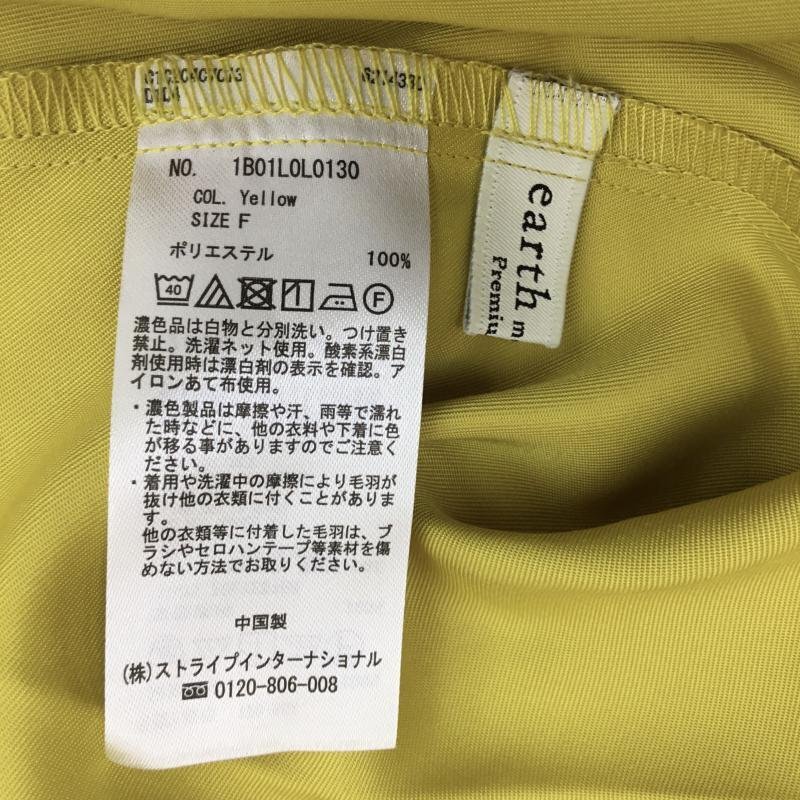 D1D4
NO. 1B01L0L0130
COL. Yellow
SIZE F
ポリエステル 100%
40 F
濃色品は白物と分別洗い。つけ置き
禁止。洗濯ネット使用。酸素系漂白
剤使用時は漂白剤の表示を確認。ア
イロンあて布使用。
・濃色製品は摩擦や汗、雨等で濡れ
た時などに、他の衣料や下着に色
が移る事がありますのでご注意く
ださい。
・着用や洗濯中の摩擦により毛羽が
抜け他の衣類に付くことがありま
す。
他の衣類等に付着した毛羽は、ブ
ラシやセロハンテープ等素材を傷
めない方法でお取りください。
中国製
(株)ストライプインターナショナル
0120-806-008
earth m
Premiu